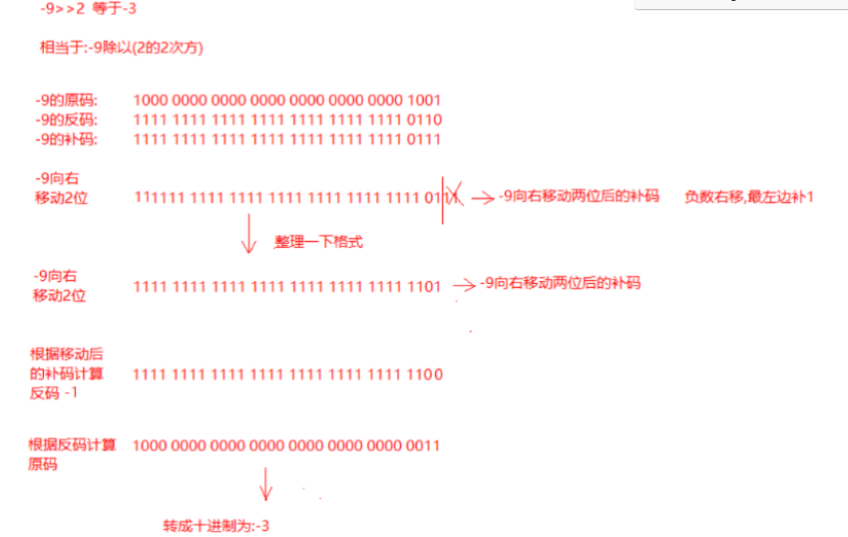 -9>>2 等于-3
相当于:-9除以(2的2次方)
-9的原码: 1000 0000 0000 0000 0000 0000 0000 1001
-9的反码: 1111 1111 1111 1111 1111 1111 1111 0110
-9的补码: 1111 1111 1111 1111 1111 1111 1111 0111
-9向右
移动2位 111111 1111 1111 1111 1111 1111 1111 0111 -9向右移动两位后的补码 负数右移,最左边补1
整理一下格式
-9向右
移动2位 1111 1111 1111 1111 1111 1111 1111 1101 -9向右移动两位后的补码
根据移动后
的补码计算 1111 1111 1111 1111 1111 1111 1111 1100
反码 -1
根据反码计算 1000 0000 0000 0000 0000 0000 0000 0011
原码
转成十进制为:-3